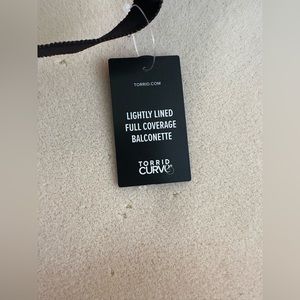 TORRID.COM
LIGHTLY LINED
FULL COVERAGE
BALCONETTE
TORRID
CURVE